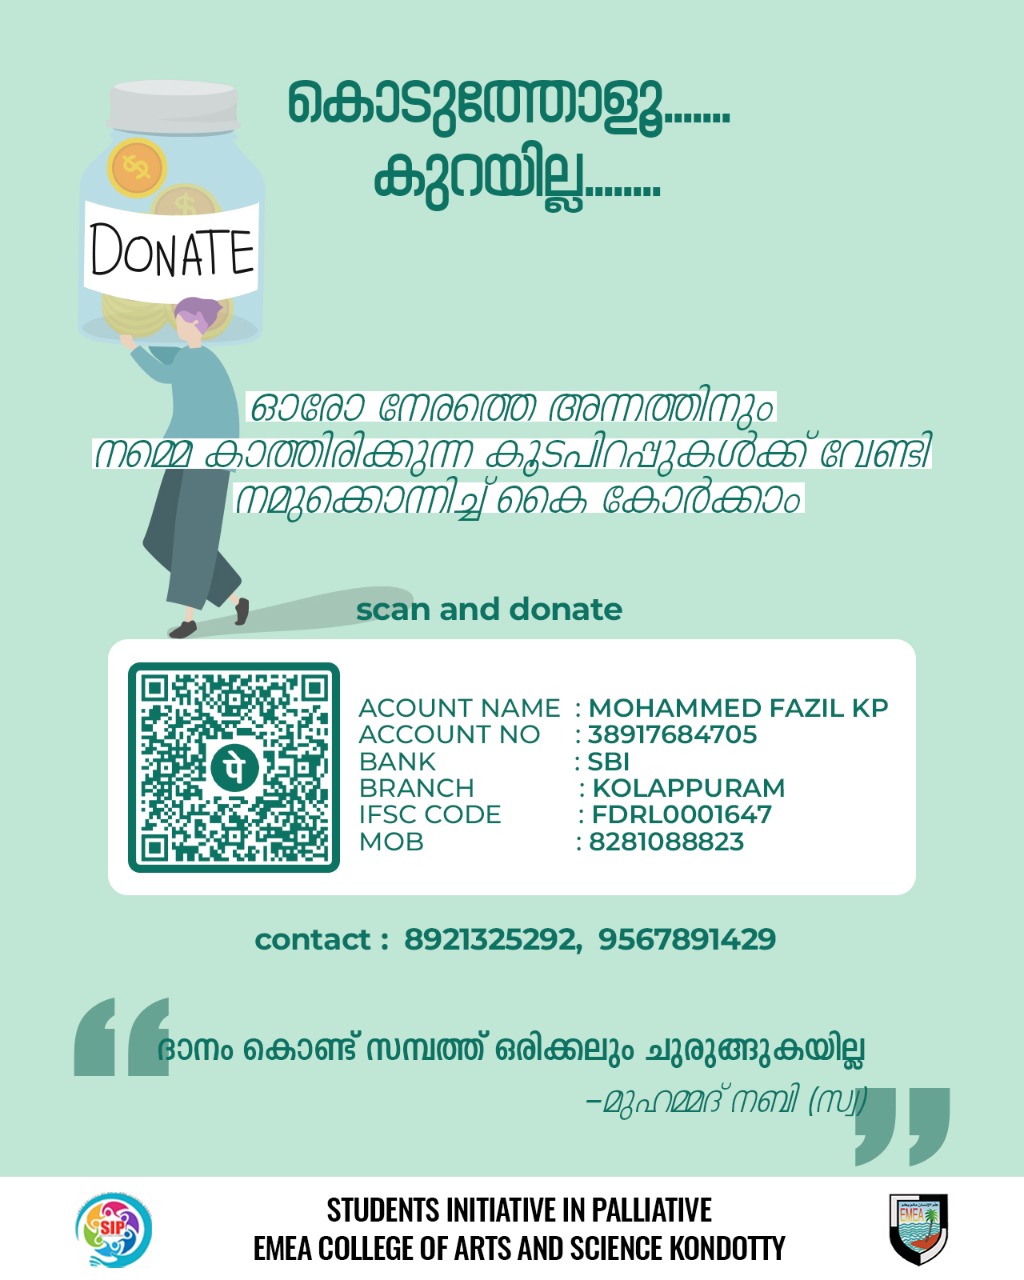 കൊടുത്തോളൂ.......
കുറയില്ല........
DONATE
ഓരോ നേരത്തെ അന്നത്തിനും
നമ്മെ കാത്തിരിക്കുന്ന കൂടപിറപ്പുകൾക്ക് വേണ്ടി
നമുക്കൊന്നിച്ച് കൈ കോർക്കാം
scan and donate
पे
ACOUNT NAME : MOHAMMED FAZIL KP
ACCOUNT NO : 38917684705
BANK : SBI
BRANCH : KOLAPPURAM
IFSC CODE : FDRL0001647
MOB : 8281088823
contact : 8921325292, 9567891429
ദാനം കൊണ്ട് സമ്പത്ത് ഒരിക്കലും ചുരുങ്ങുകയില്ല
–മുഹമ്മദ് നബി (സ്വ)
SIP
STUDENTS INITIATIVE IN PALLIATIVE
EMEA COLLEGE OF ARTS AND SCIENCE KONDOTTY
EMEA